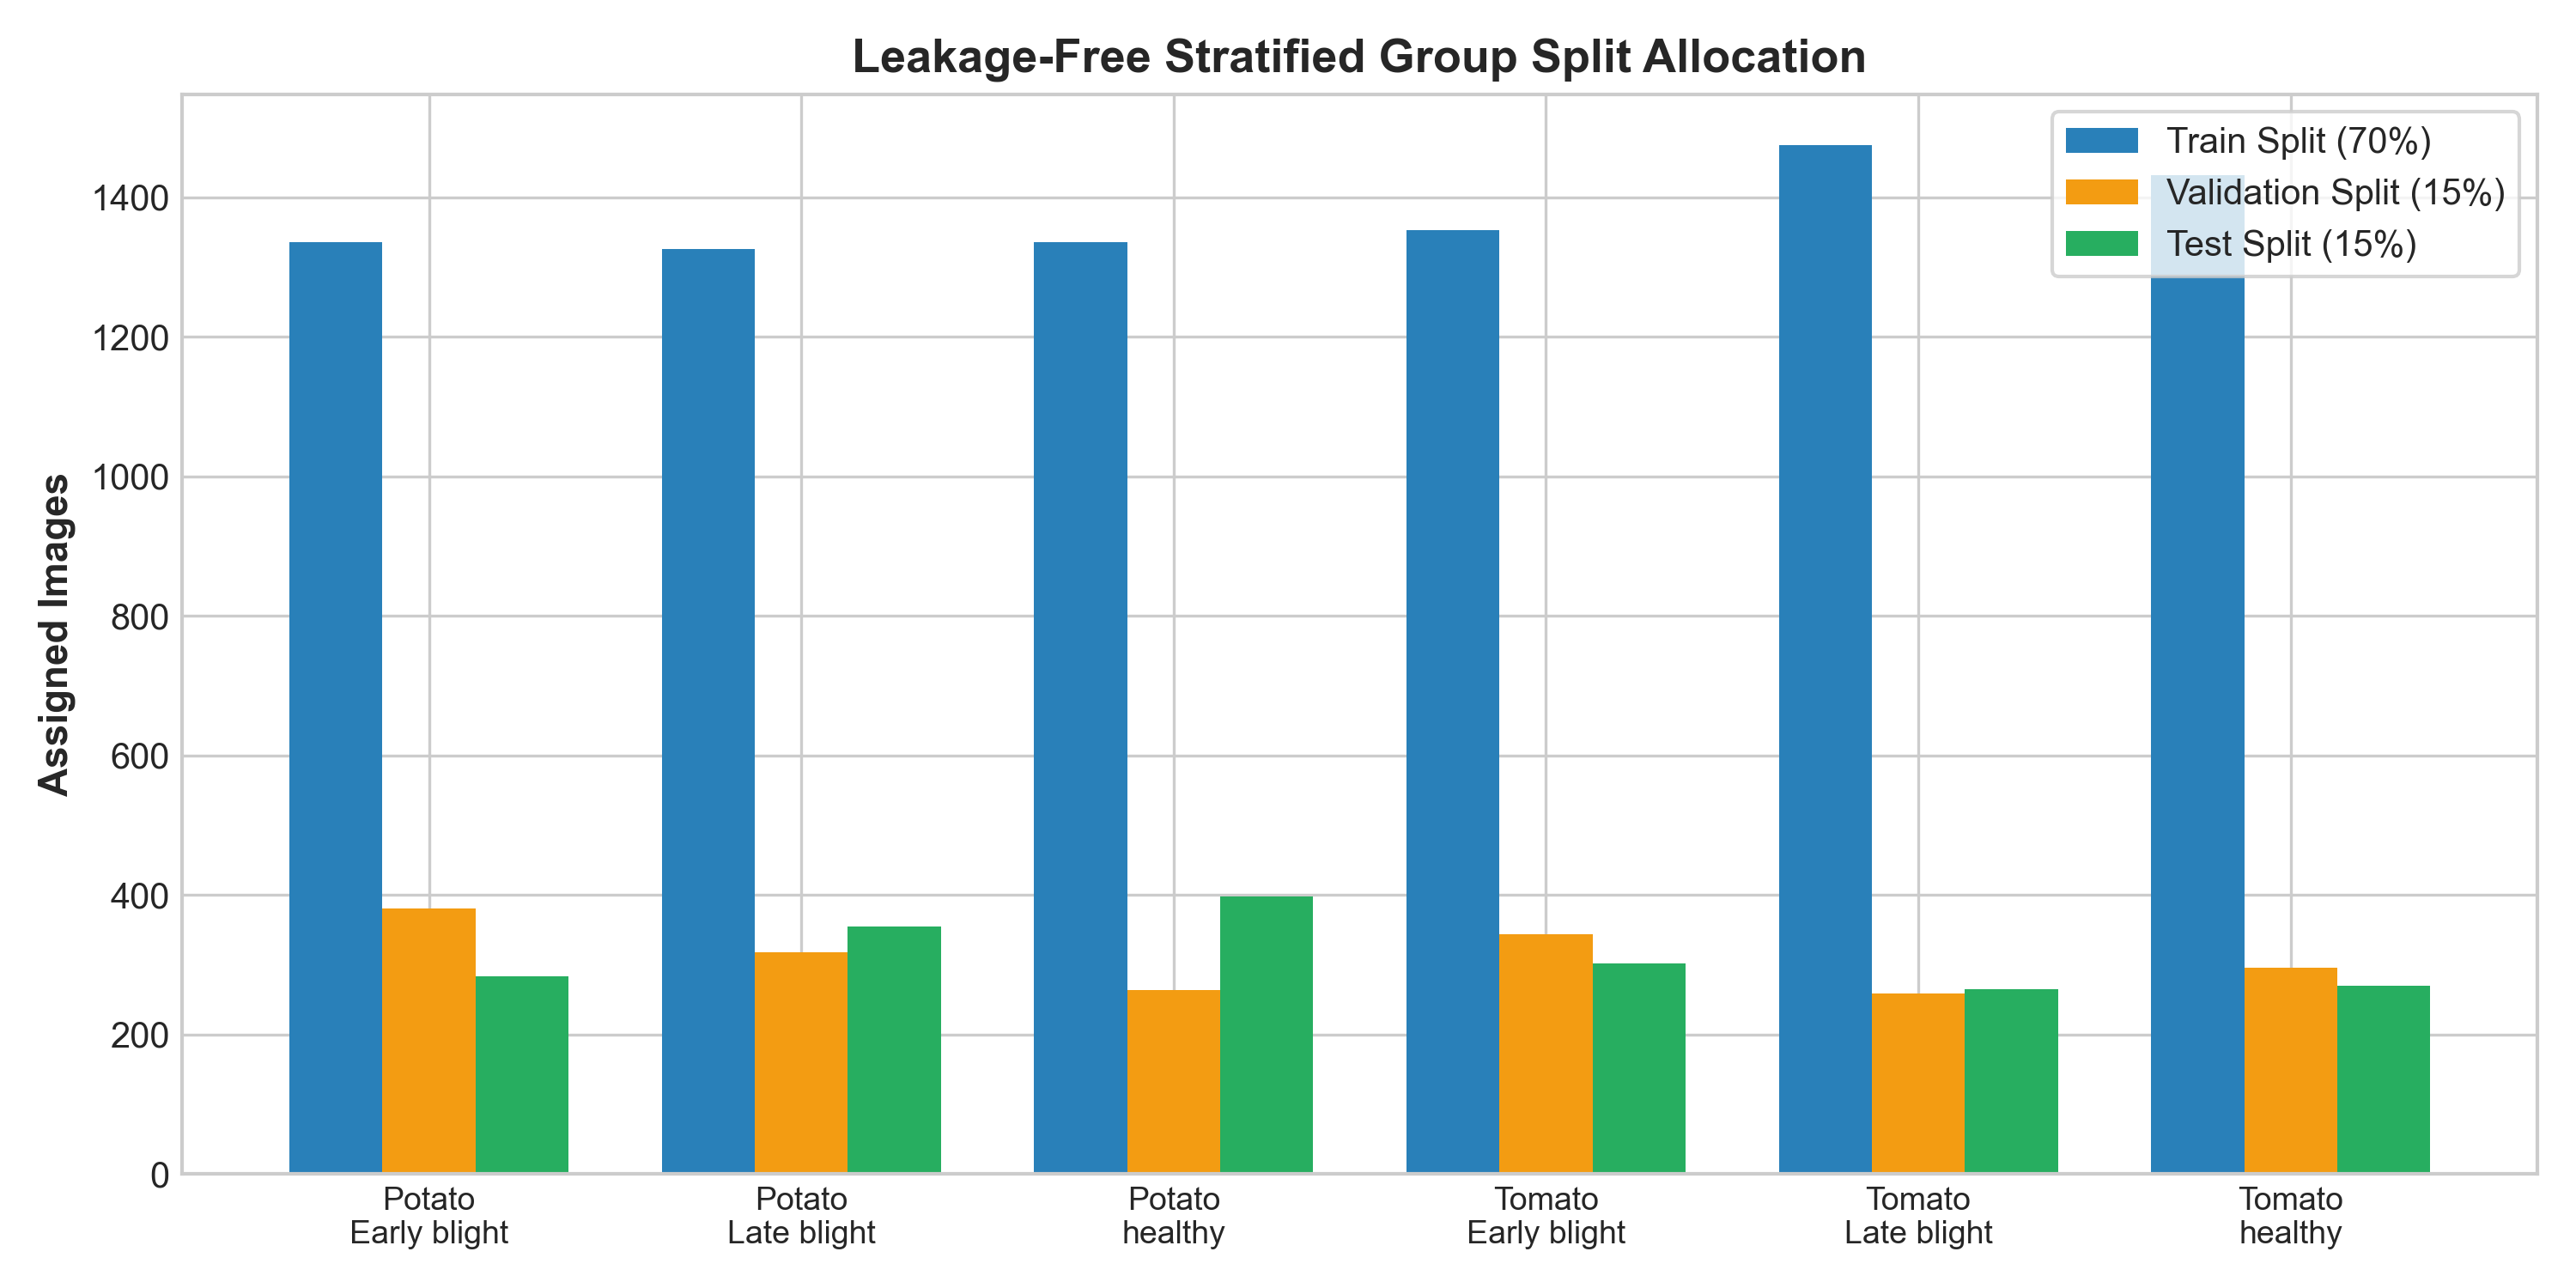 Leakage-Free Stratified Group Split Allocation
Train Split (70%)
Validation Split (15%)
Test Split (15%)
Assigned Images
1400
1200
1000
800
600
400
200
0
Potato
Early blight
Potato
Late blight
Potato
healthy
Tomato
Early blight
Tomato
Late blight
Tomato
healthy